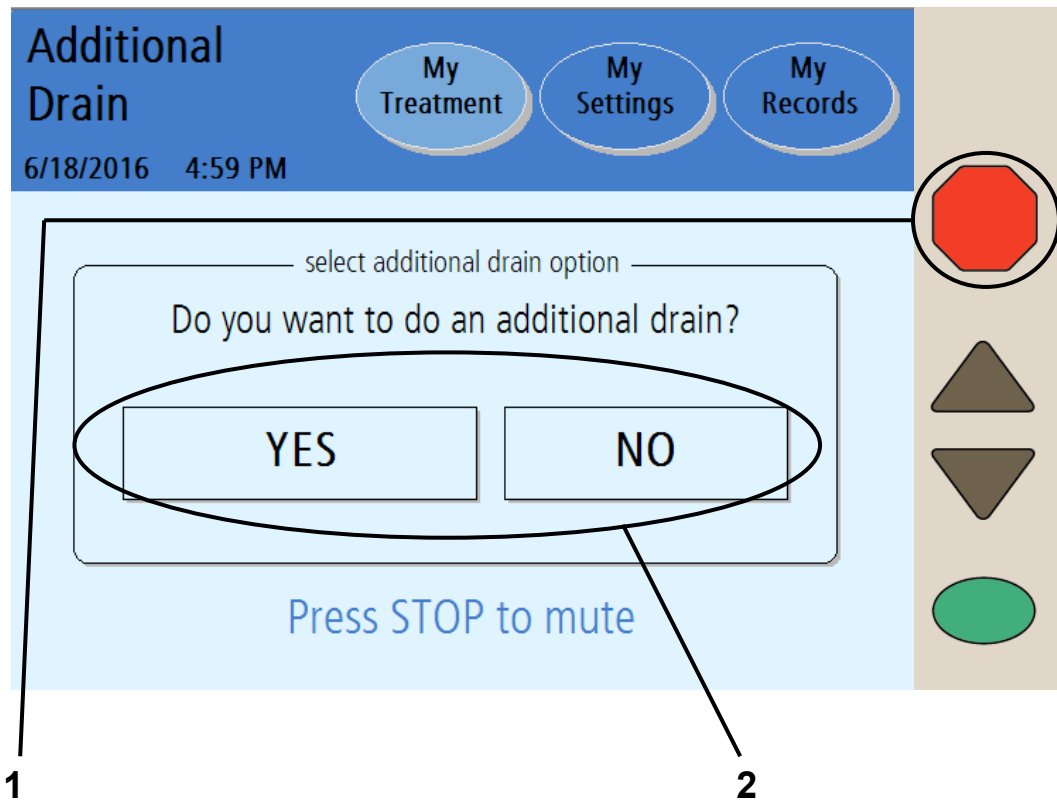 Additional
Drain
6/18/2016 4:59 PM
My
Treatment
My
Settings
My
Records
select additional drain option
Do you want to do an additional drain?
YES
NO
Press STOP to mute
1
2